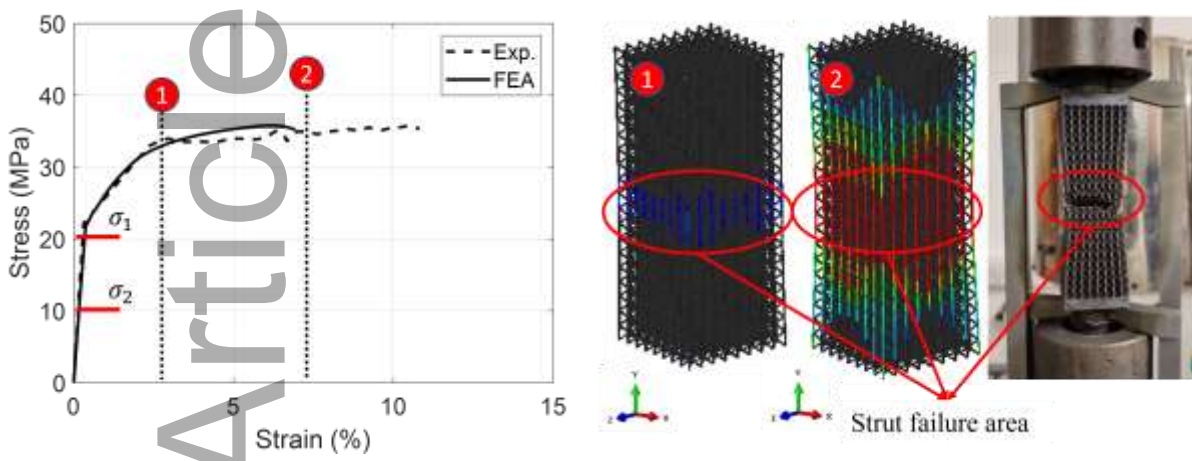 50
40
30
20
10
0
0
5
10
15
Stress (MPa)
Strain (%)
Exp.
FEA
1
2
σ1
σ2
Article
1
2
Y
Z
X
Y
Z
X
Strut failure area